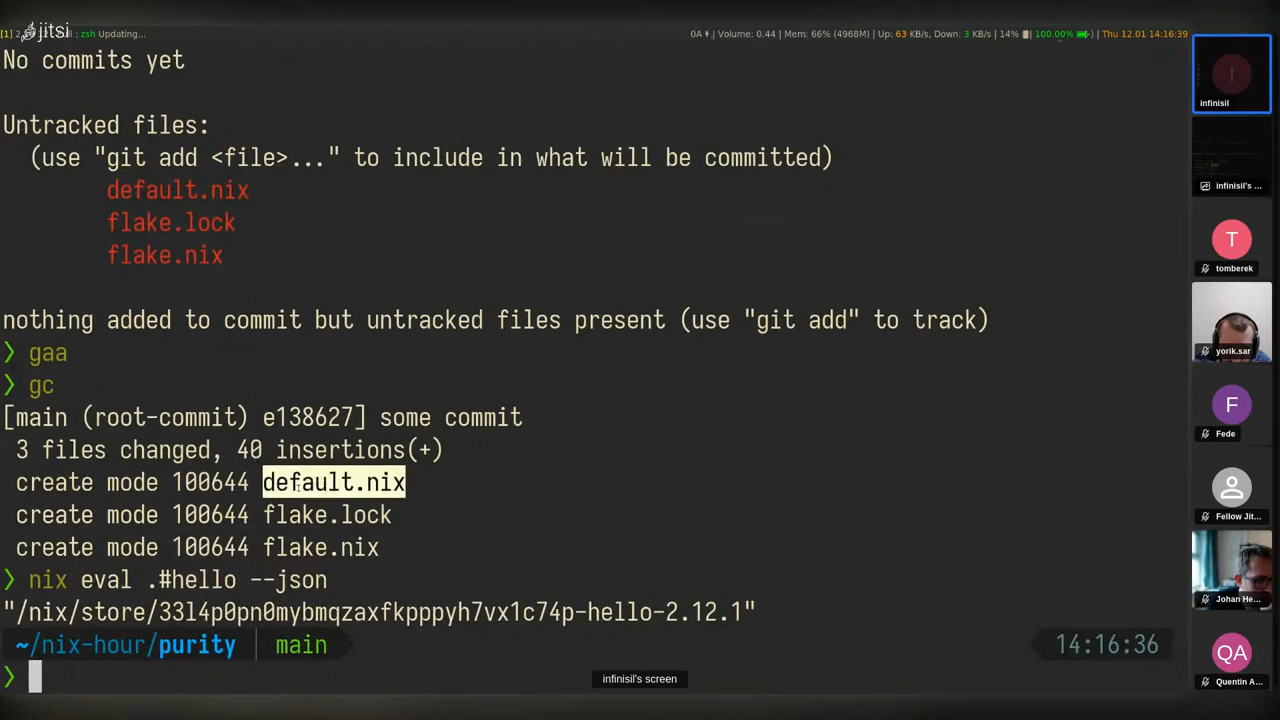 jitsi
[1] 2 zsh Updating... 0A Volume: 0.44 | Mem: 66% (4968M) | Up: 63 KB/s, Down: 3 KB/s | 14% | 100.00% | Thu 12.01 14:16:39
No commits yet
Untracked files:
(use "git add <file>..." to include in what will be committed)
default.nix
flake.lock
flake.nix
nothing added to commit but untracked files present (use "git add" to track)
❯ gaa
❯ gc
[main (root-commit) e138627] some commit
3 files changed, 40 insertions(+)
create mode 100644 default.nix
create mode 100644 flake.lock
create mode 100644 flake.nix
❯ nix eval .#hello --json
"/nix/store/33l4p0pn0mybmqzaxfkpppyh7vx1c74p-hello-2.12.1"
~/nix-hour/purity │ main 14:16:36
❯
infinisil's screen
I
infinisil
infinisil's ...
T
tomberek
yorik.sar
F
Fede
Fellow Jit...
Johan He...
QA
Quentin A...